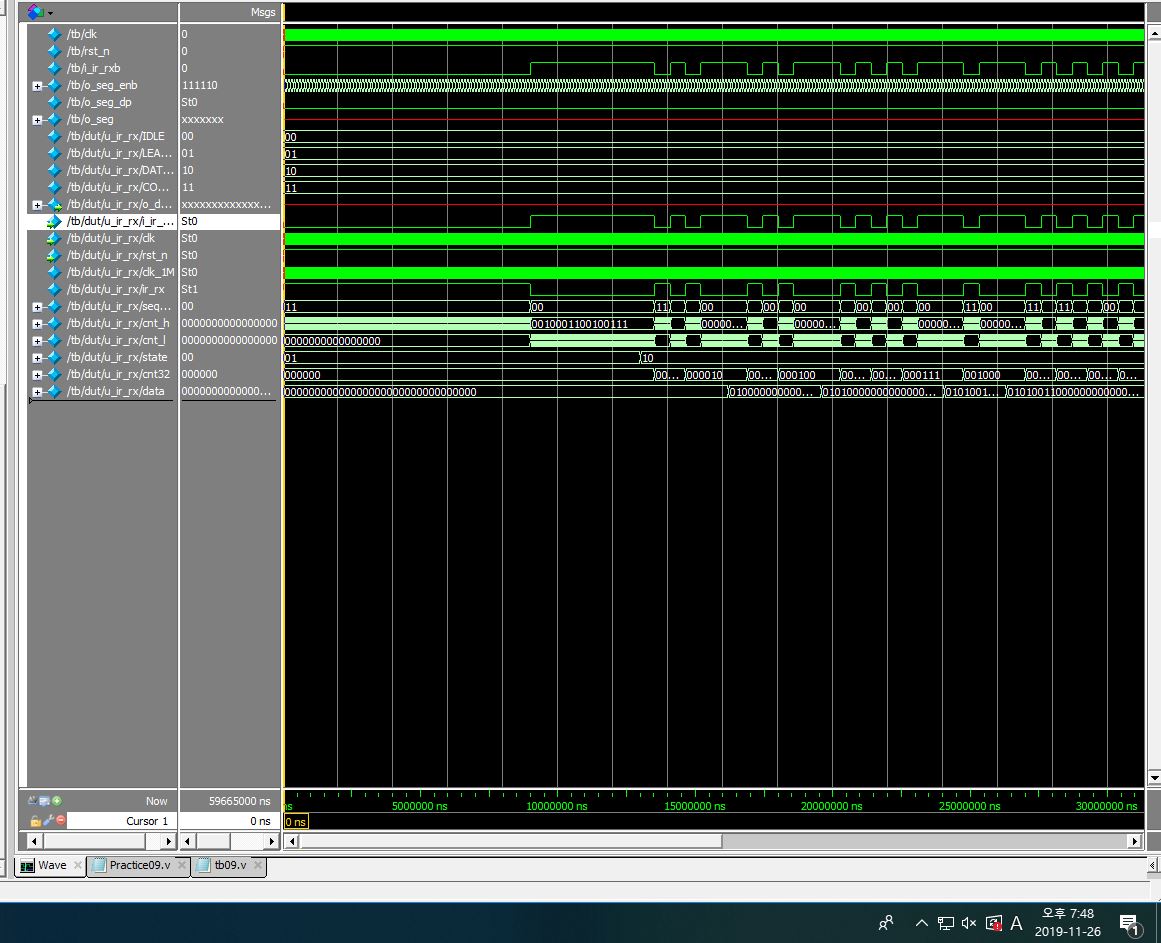 Msgs
/tb/clk 0
/tb/rst_n 0
/tb/i_ir_rxb 0
/tb/o_seg_enb 111110
/tb/o_seg_dp St0
/tb/o_seg xxxxxxx
/tb/dut/u_ir_rx/IDLE 00 00
/tb/dut/u_ir_rx/LEA... 01 01
/tb/dut/u_ir_rx/DAT... 10 10
/tb/dut/u_ir_rx/CO... 11 11
/tb/dut/u_ir_rx/o_d... xxxxxxxxxxxxxx...
/tb/dut/u_ir_rx/i_ir_... St0
/tb/dut/u_ir_rx/clk St0
/tb/dut/u_ir_rx/rst_n St0
/tb/dut/u_ir_rx/clk_1M St0
/tb/dut/u_ir_rx/ir_rx St1
/tb/dut/u_ir_rx/seq... 00 11 00 11 00 00 00 00 00 00 11 00 11 11 00
/tb/dut/u_ir_rx/cnt_h 0000000000000000 0010001100100111 00000... 00000... 00000... 00000...
/tb/dut/u_ir_rx/cnt_l 0000000000000000 0000000000000000
/tb/dut/u_ir_rx/state 00 01 10
/tb/dut/u_ir_rx/cnt32 000000 000000 00... 000010 00... 000100 00... 00... 000111 001000 00... 00... 00... 0...
/tb/dut/u_ir_rx/data 0000000000000... 00000000000000000000000000000000 010000000000... 0101000000000000000... 0101001... 0101001100000000000...
Now 59665000 ns ns 5000000 ns 10000000 ns 15000000 ns 20000000 ns 25000000 ns 30000000 ns
Cursor 1 0 ns 0 ns
Wave Practice09.v tb09.v
A 오후 7:48
2019-11-26 1